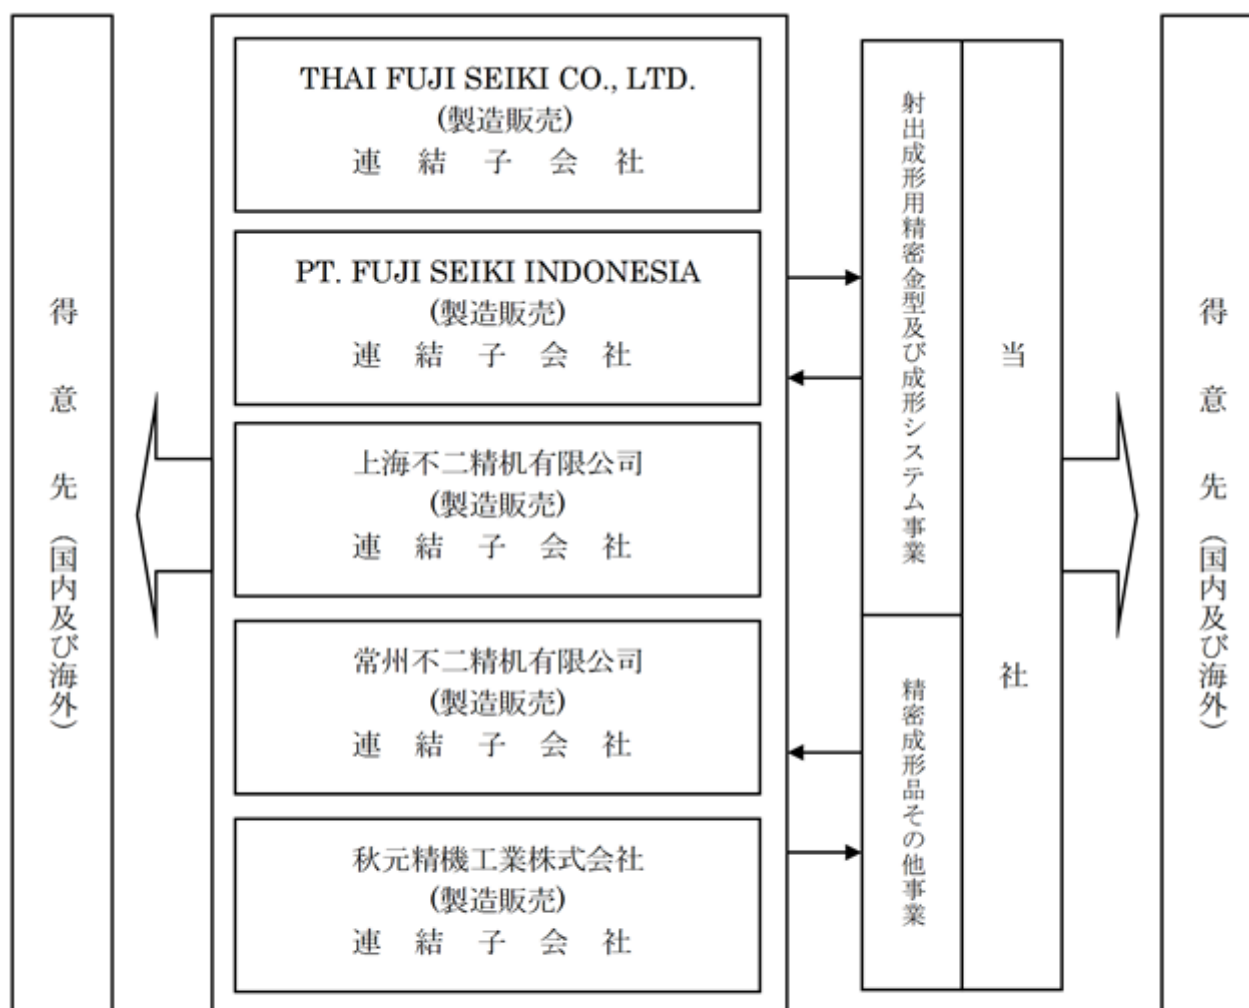 得意先(国内及び海外)
THAI FUJI SEIKI CO., LTD.
(製造販売)
連結子会社
PT. FUJI SEIKI INDONESIA
(製造販売)
連結子会社
上海不二精机有限公司
(製造販売)
連結子会社
常州不二精机有限公司
(製造販売)
連結子会社
秋元精機工業株式会社
(製造販売)
連結子会社
射出成形用精密金型及び成形システム事業
精密成形品その他事業
当社
得意先(国内及び海外)